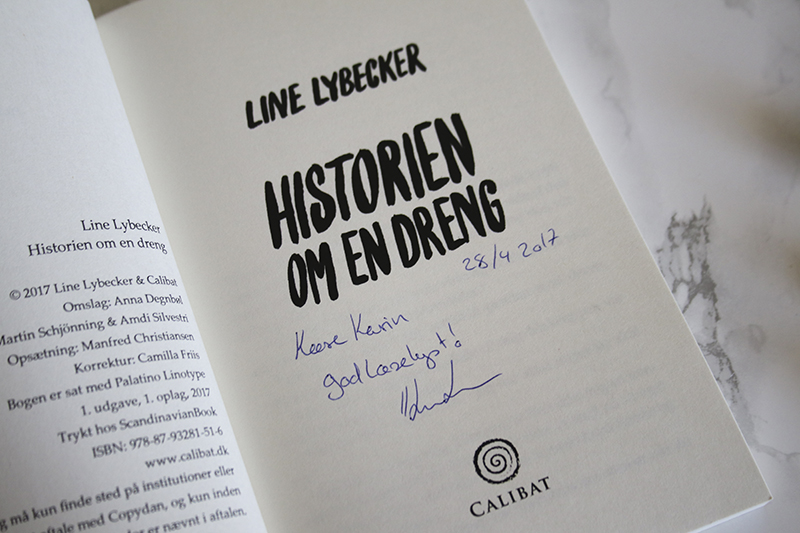 Line Lybecker
Historien om en dreng
© 2017 Line Lybecker & Calibat
Omslag: Anna Degnbøl
Martin Schjönning & Amdi Silvestri
Opsætning: Manfred Christiansen
Korrektur: Camilla Friis
Bogen er sat med Palatino Linotype
1. udgave, 1. oplag, 2017
Trykt hos ScandinavianBook
ISBN: 978-87-93281-51-6
www.calibat.dk
må kun finde sted på institutioner eller
aftale med Copydan, og kun inden
er nævnt i aftalen.
LINE LYBECKER
HISTORIEN
OM EN DRENG
28/4 2017
Kære Karin
god læselyst!
CALIBAT